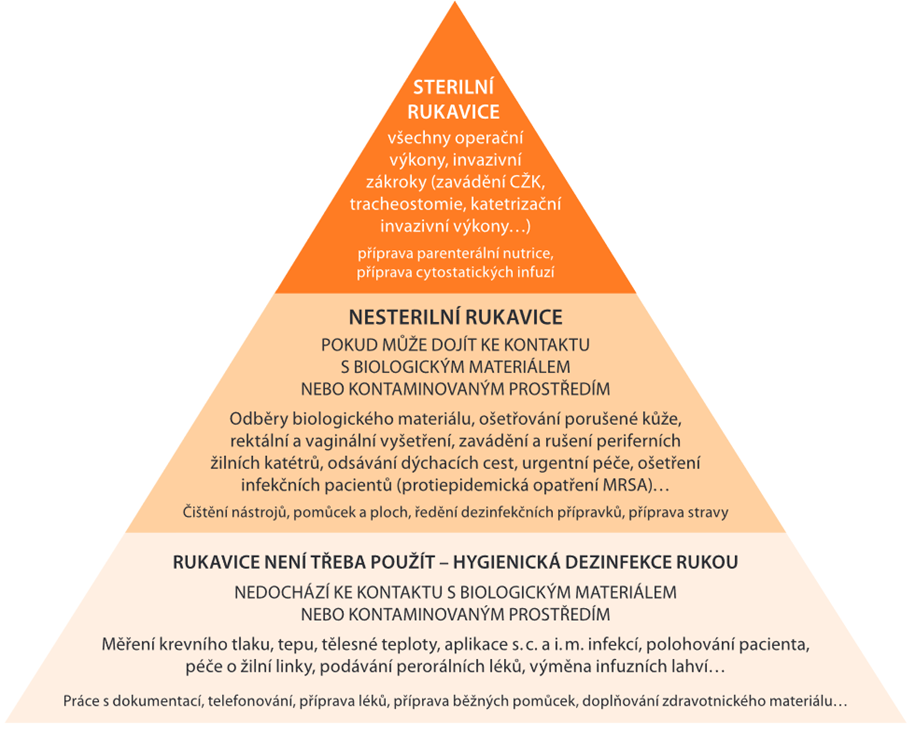 STERILNÍ
RUKAVICE
všechny operační
výkony, invazivní
zákroky (zavádění CŽK,
tracheostomie, katetrizační
invazivní výkony…)
příprava parenterální nutrice,
příprava cytostatických infuzí
NESTERILNÍ RUKAVICE
POKUD MŮŽE DOJÍT KE KONTAKTU
S BIOLOGICKÝM MATERIÁLEM
NEBO KONTAMINOVANÝM PROSTŘEDÍM
Odběry biologického materiálu, ošetřování porušené kůže,
rektální a vaginální vyšetření, zavádění a rušení periferních
žilních katétrů, odsávání dýchacích cest, urgentní péče, ošetření
infekčních pacientů (protiepidemická opatření MRSA)…
Čištění nástrojů, pomůcek a ploch, ředění dezinfekčních přípravků, příprava stravy
RUKAVICE NENÍ TŘEBA POUŽÍT – HYGIENICKÁ DEZINFEKCE RUKOU
NEDOCHÁZÍ KE KONTAKTU S BIOLOGICKÝM MATERIÁLEM
NEBO KONTAMINOVANÝM PROSTŘEDÍM
Měření krevního tlaku, tepu, tělesné teploty, aplikace s. c. a i. m. infekcí, polohování pacienta,
péče o žilní linky, podávání perorálních léků, výměna infuzních lahví…
Práce s dokumentací, telefonování, příprava léků, příprava běžných pomůcek, doplňování zdravotnického materiálu…